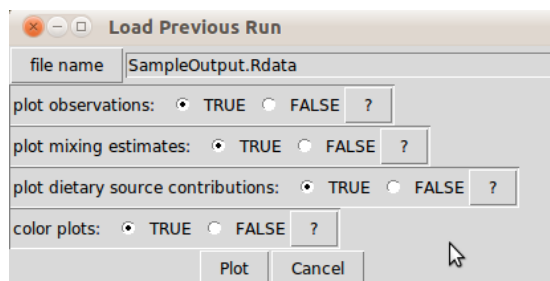 Load Previous Run
file name SampleOutput.Rdata
plot observations: TRUE FALSE ?
plot mixing estimates: TRUE FALSE ?
plot dietary source contributions: TRUE FALSE ?
color plots: TRUE FALSE ?
Plot Cancel